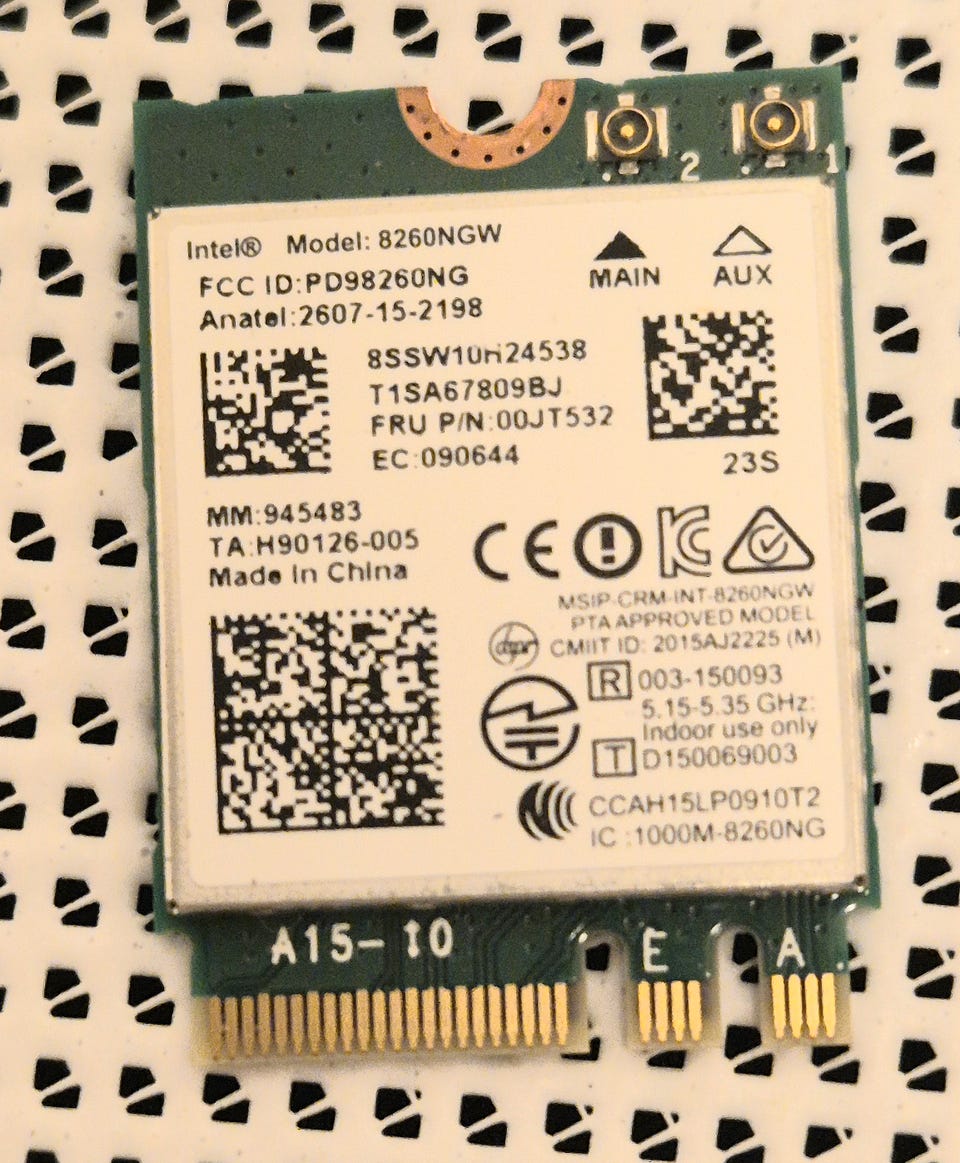 2
1
Intel® Model: 8260NGW
FCC ID:PD98260NG
Anatel:2607-15-2198
MAIN
AUX
8SSW10H24538
T1SA67809BJ
FRU P/N:00JT532
EC:090644
23S
MM:945483
TA:H90126-005
Made In China
CE
MSIP-CRM-INT-8260NGW
PTA APPROVED MODEL
CMIIT ID: 2015AJ2225 (M)
R 003-150093
5.15-5.35 GHz:
Indoor use only
T D150069003
CCAH15LP0910T2
IC :1000M-8260NG
A15-10
E
A